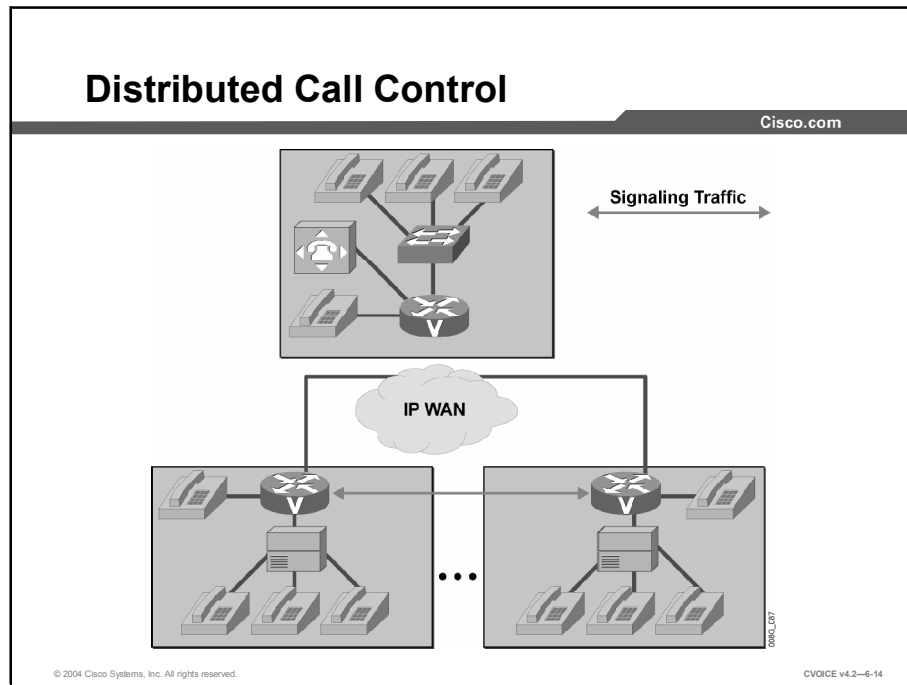 Distributed Call Control
Cisco.com
Signaling Traffic
V
IP WAN
V
V
...
008G_C87
© 2004 Cisco Systems, Inc. All rights reserved.
CVOICE v4.2—6-14